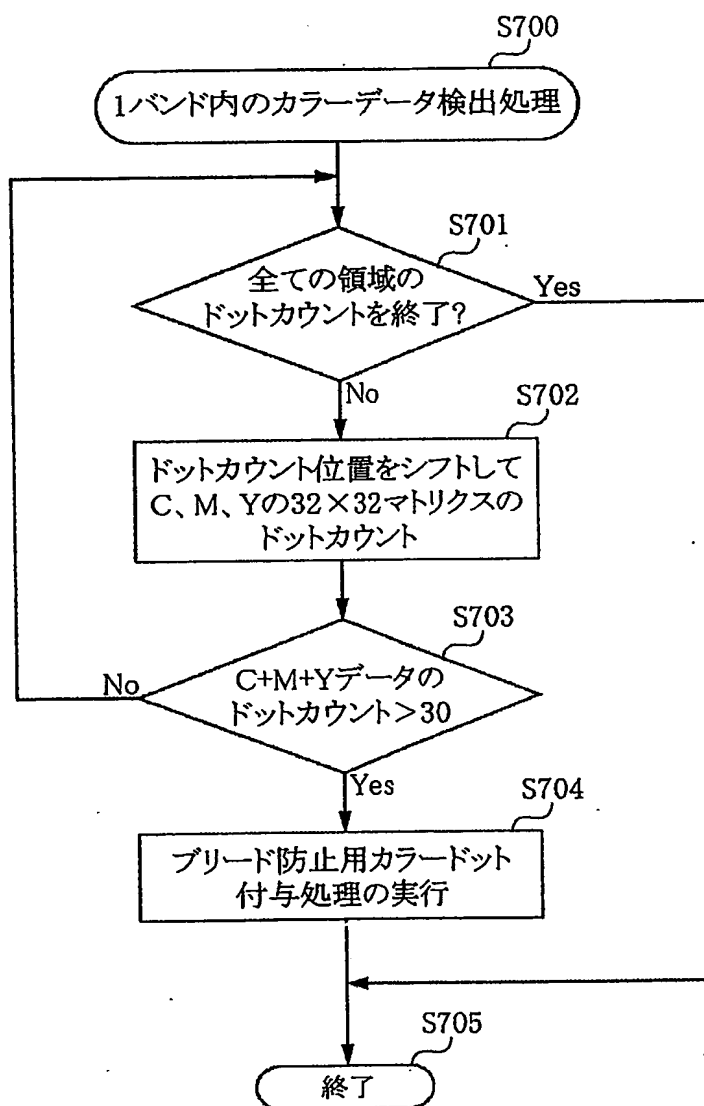 S700
1バンド内のカラーデータ検出処理
S701
全ての領域の
ドットカウントを終了?
Yes
No
S702
ドットカウント位置をシフトして
C、M、Yの32×32マトリクスの
ドットカウント
S703
No
C+M+Yデータの
ドットカウント>30
Yes
S704
ブリード防止用カラードット
付与処理の実行
S705
終了